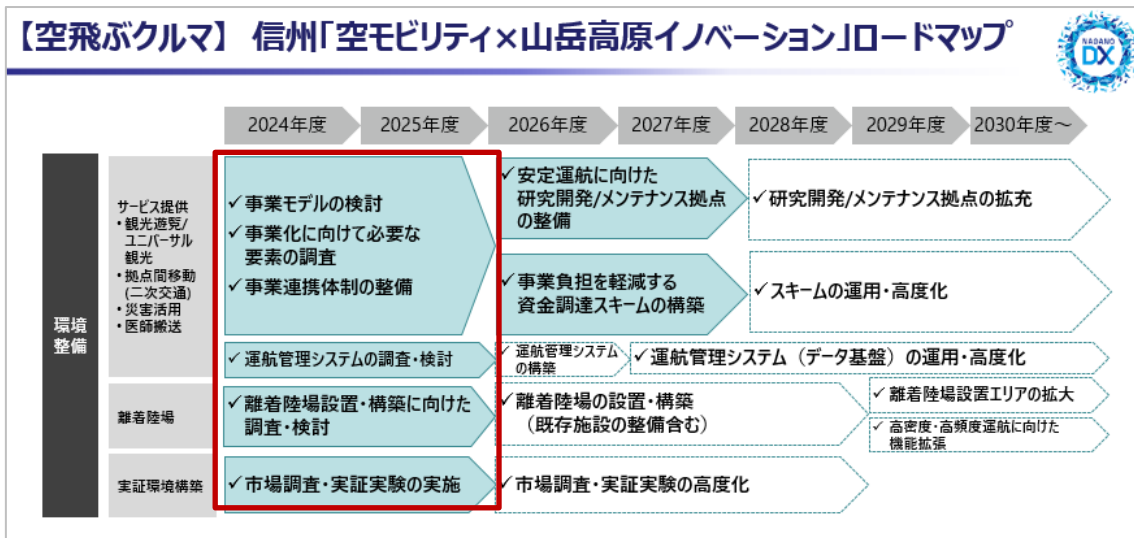 【空飛ぶクルマ】 信州「空モビリティ×山岳高原イノベーション」ロードマップ
NAGANO
DX
2024年度
2025年度
2026年度
2027年度
2028年度
2029年度
2030年度～
環境
整備
サービス提供
・観光遊覧/
ユニバーサル
観光
・拠点間移動
(二次交通)
・災害活用
・医師搬送
✓事業モデルの検討
✓事業化に向けて必要な
要素の調査
✓事業連携体制の整備
✓安定運航に向けた
研究開発/メンテナンス拠点
の整備
✓研究開発/メンテナンス拠点の拡充
✓事業負担を軽減する
資金調達スキームの構築
✓スキームの運用・高度化
✓運航管理システムの調査・検討
✓運航管理システム
の構築
✓運航管理システム（データ基盤）の運用・高度化
離着陸場
✓離着陸場設置・構築に向けた
調査・検討
✓離着陸場の設置・構築
（既存施設の整備含む）
✓離着陸場設置エリアの拡大
✓高密度・高頻度運航に向けた
機能拡張
実証環境構築
✓市場調査・実証実験の実施
✓市場調査・実証実験の高度化